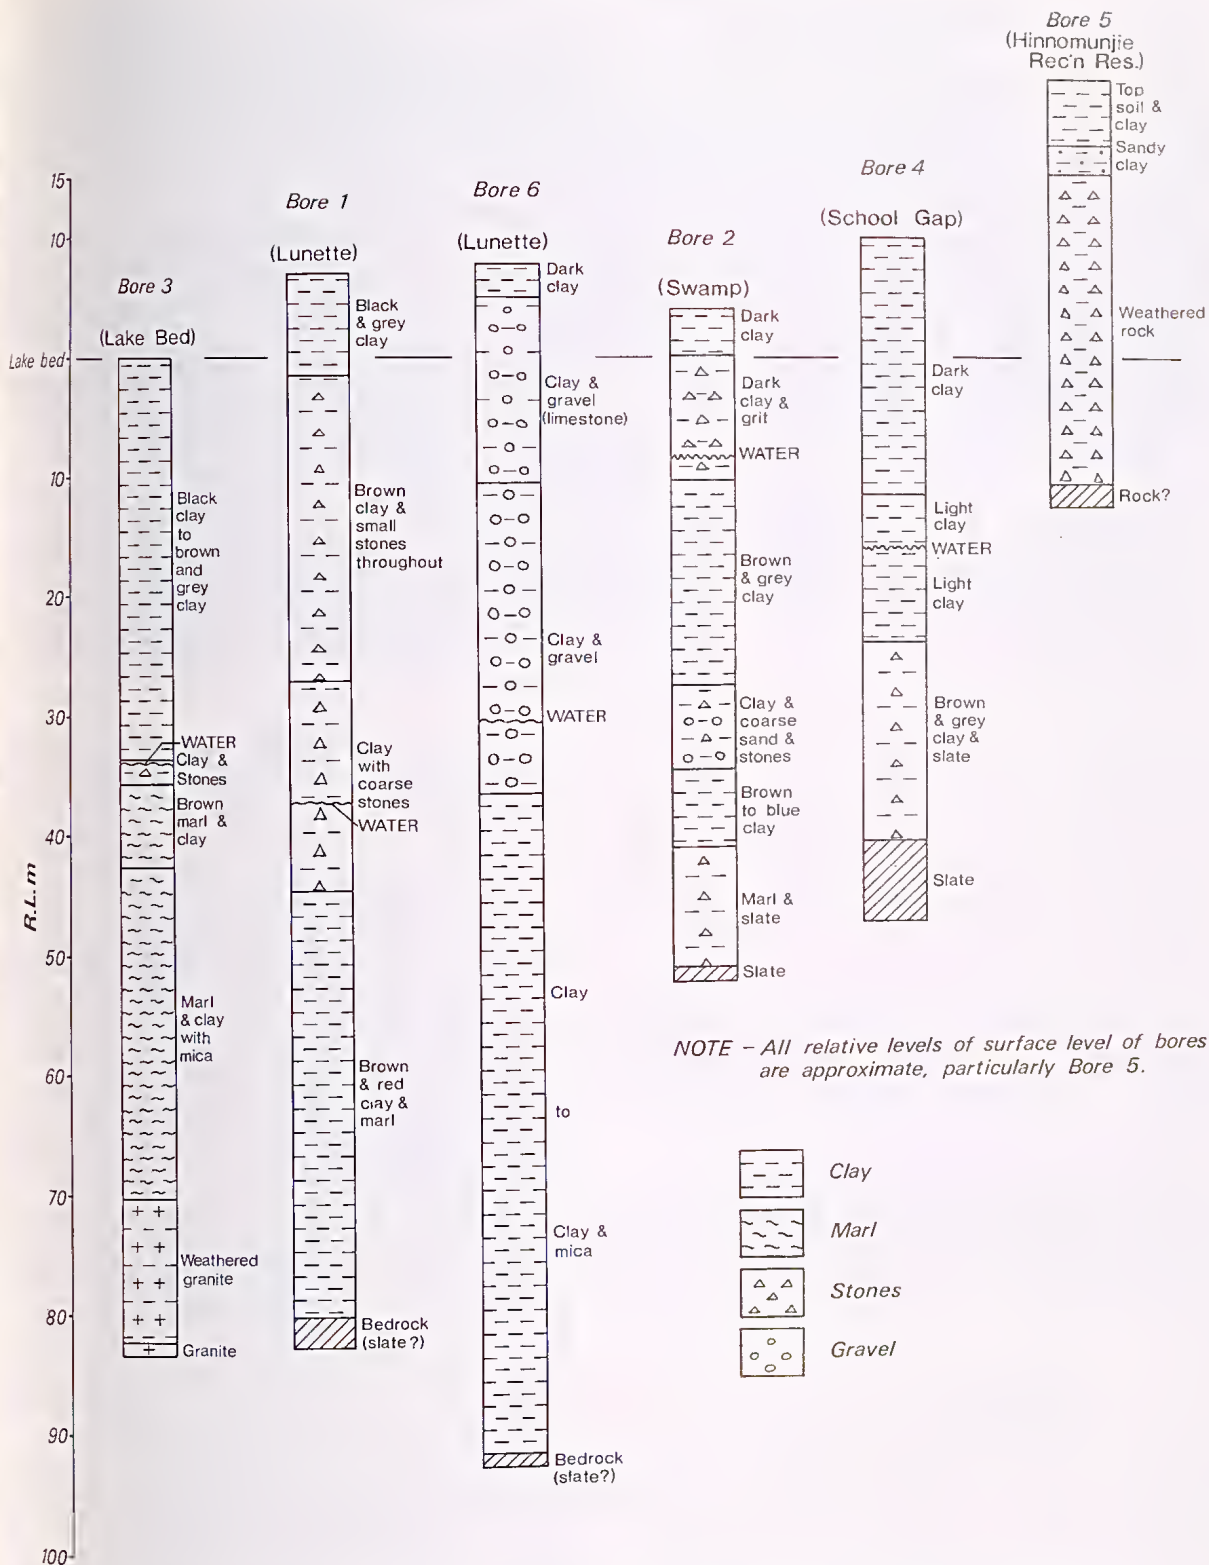 Bore 5
(Hinnomunjie
Rec'n Res.)
Top
soil &
clay
Sandy
clay
Weathered
rock
Rock?
Bore 4
(School Gap)
Dark
clay
Light
clay
WATER
Light
clay
Brown
& grey
clay &
slate
Slate
Bore 2
(Swamp)
Dark
clay
Dark
clay &
grit
WATER
Brown
& grey
clay
Clay &
coarse
sand &
stones
Brown
to blue
clay
Marl &
slate
Slate
Bore 6
(Lunette)
Dark
clay
Clay &
gravel
(limestone)
Clay &
gravel
WATER
Clay
to
Clay &
mica
Bedrock
(slate?)
Bore 1
(Lunette)
Black
& grey
clay
Brown
clay &
small
stones
throughout
Clay
with
coarse
stones
WATER
Brown
& red
clay &
marl
Bedrock
(slate?)
Bore 3
(Lake Bed)
Black
clay
to
brown
and
grey
clay
WATER
Clay &
Stones
Brown
marl &
clay
Marl
& clay
with
mica
Weathered
granite
Granite
15
10
Lake bed
10
20
30
40
50
60
70
80
90
100
R.L. m
NOTE – All relative levels of surface level of bores
are approximate, particularly Bore 5.
Clay
Marl
Stones
Gravel